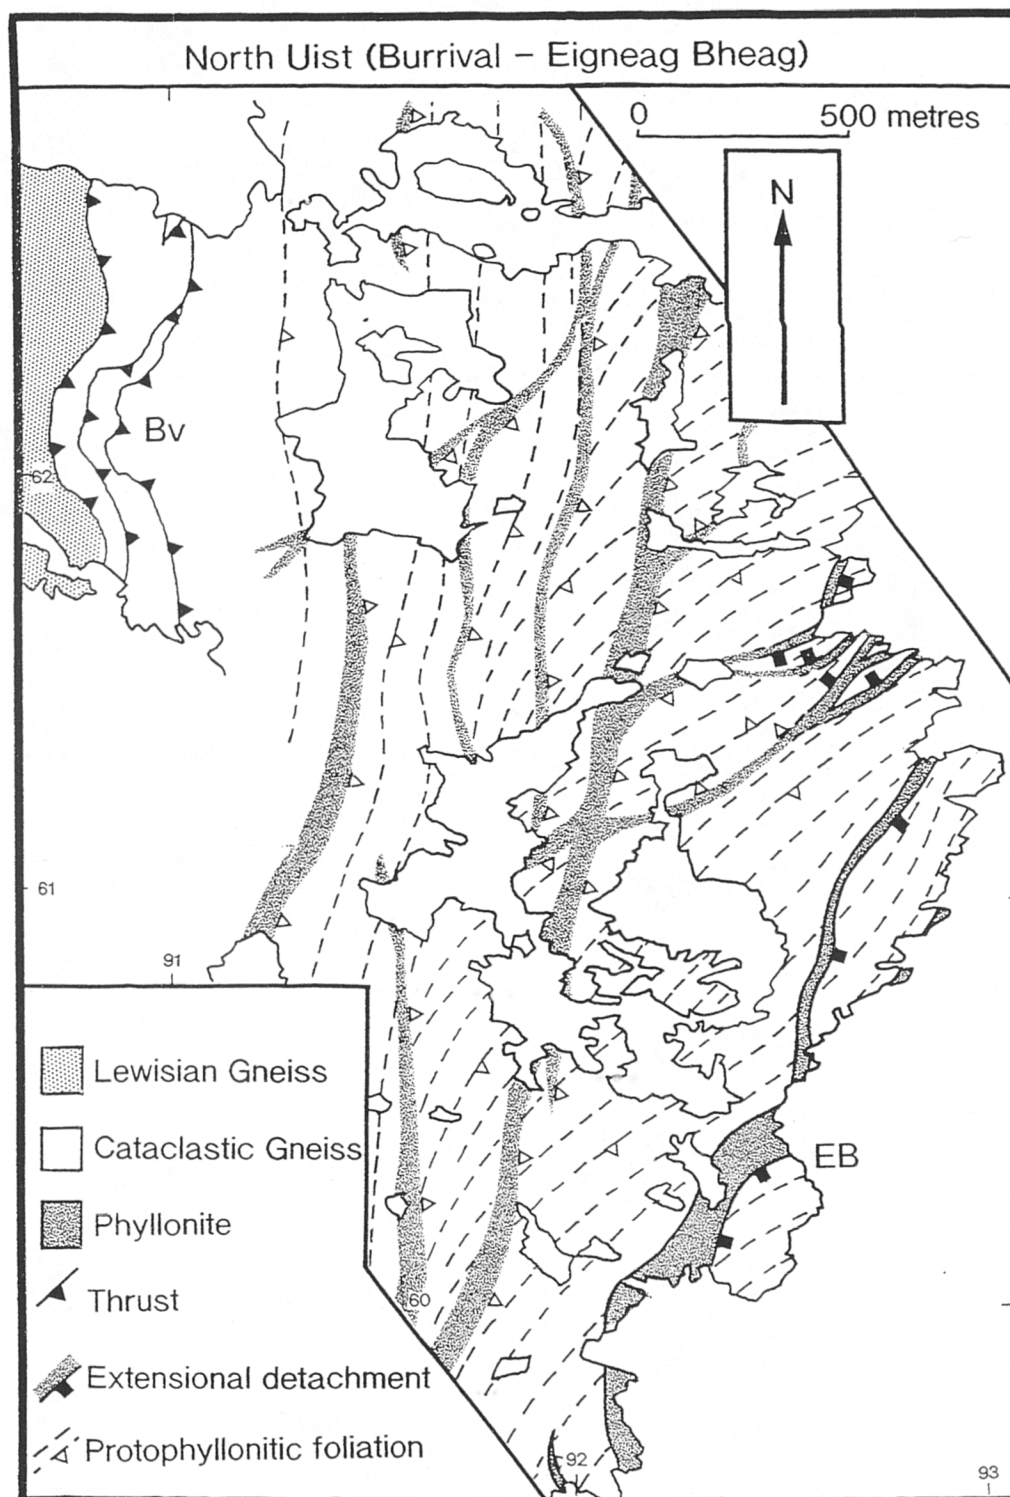 North Uist (Burrival – Eigneag Bheag)
0 500 metres
N
Bv
62
61
91
Lewisian Gneiss
Cataclastic Gneiss
EB
Phyllonite
Thrust
60
Extensional detachment
Protophyllonitic foliation
92
93